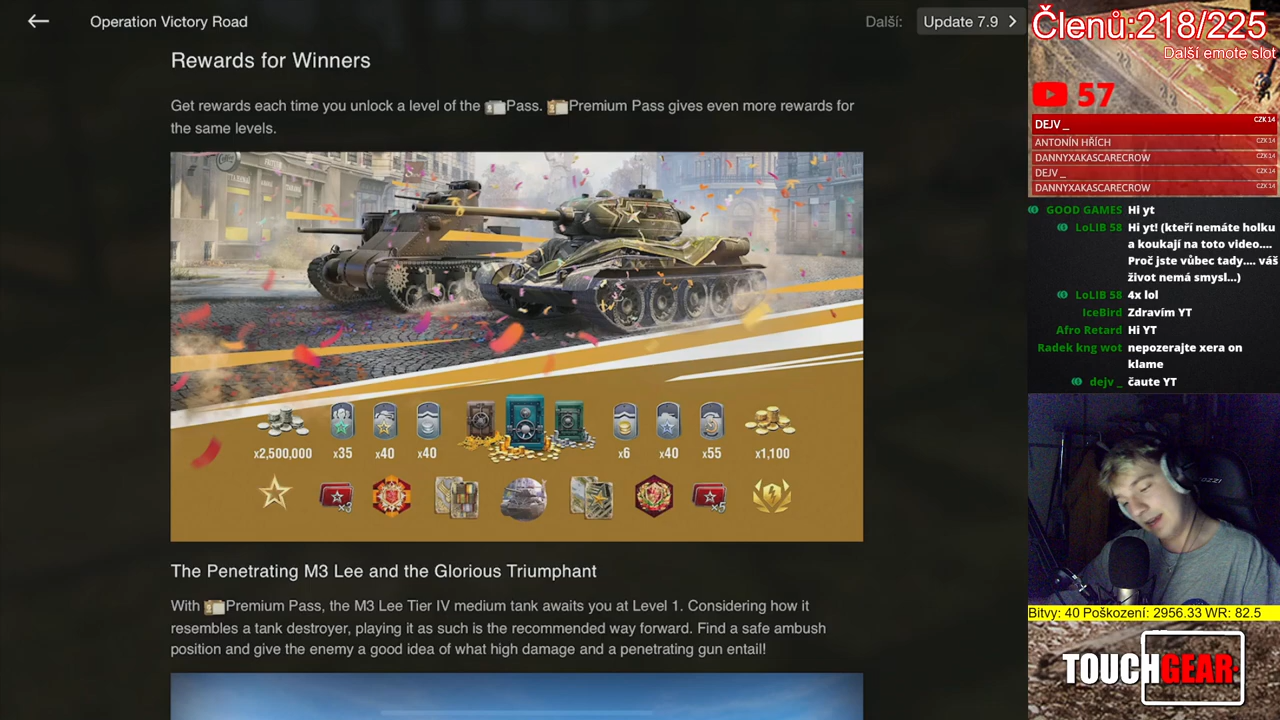 Operation Victory Road
Další:
Update 7.9
Rewards for Winners
Get rewards each time you unlock a level of the Pass. Premium Pass gives even more rewards for
the same levels.
x2,500,000
x35
x40
x40
x6
x40
x55
x1,100
x3
x5
The Penetrating M3 Lee and the Glorious Triumphant
With Premium Pass, the M3 Lee Tier IV medium tank awaits you at Level 1. Considering how it
resembles a tank destroyer, playing it as such is the recommended way forward. Find a safe ambush
position and give the enemy a good idea of what high damage and a penetrating gun entail!
Členů:218/225
Další emote slot
57
DEJV _ CZK 14
ANTONÍN HŘÍCH CZK 14
DANNYXAKASCARECROW CZK 14
DEJV _ CZK 14
DANNYXAKASCARECROW CZK 14
GOOD GAMES Hi yt
LoLIB 58 Hi yt! (kteří nemáte holku
a koukají na toto video....
Proč jste vůbec tady.... váš
život nemá smysl...)
LoLIB 58 4x lol
IceBird Zdravím YT
Afro Retard Hi YT
Radek kng wot nepozerajte xera on
klame
dejv _ čaute YT
Bitvy: 40 Poškození: 2956.33 WR: 82.5
TOUCHGEAR